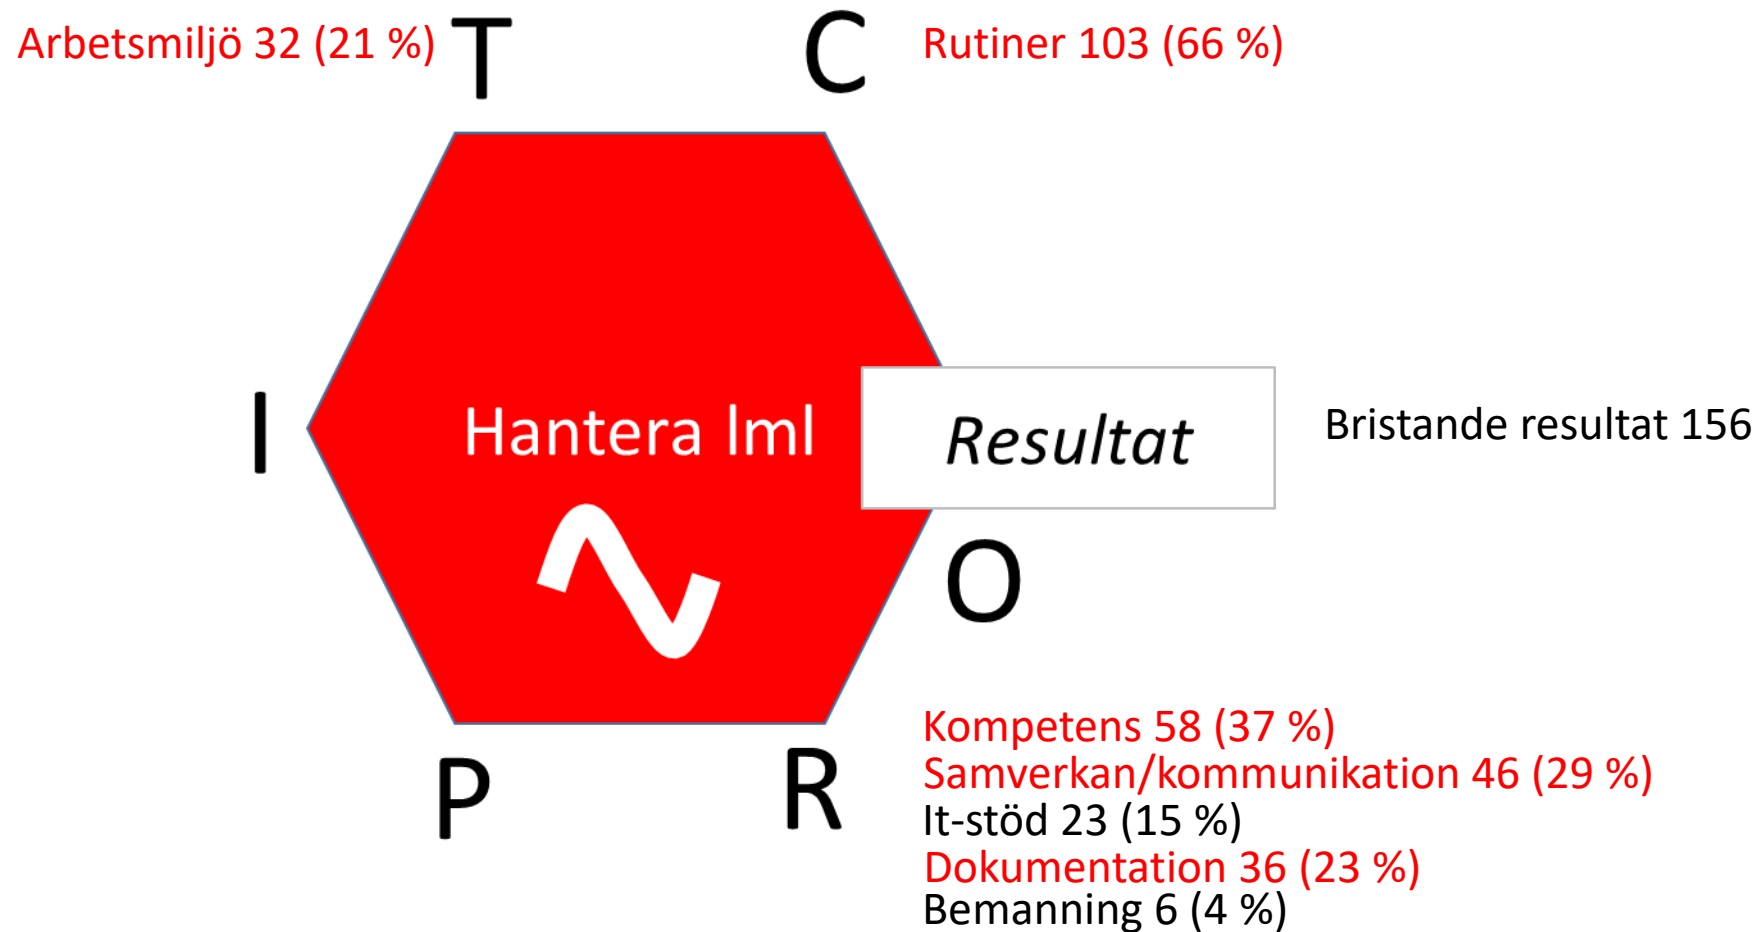 Arbetsmiljö 32 (21 %) T C Rutiner 103 (66 %)
I Hantera lml Resultat Bristande resultat 156
O
P R
Kompetens 58 (37 %)
Samverkan/kommunikation 46 (29 %)
It-stöd 23 (15 %)
Dokumentation 36 (23 %)
Bemanning 6 (4 %)